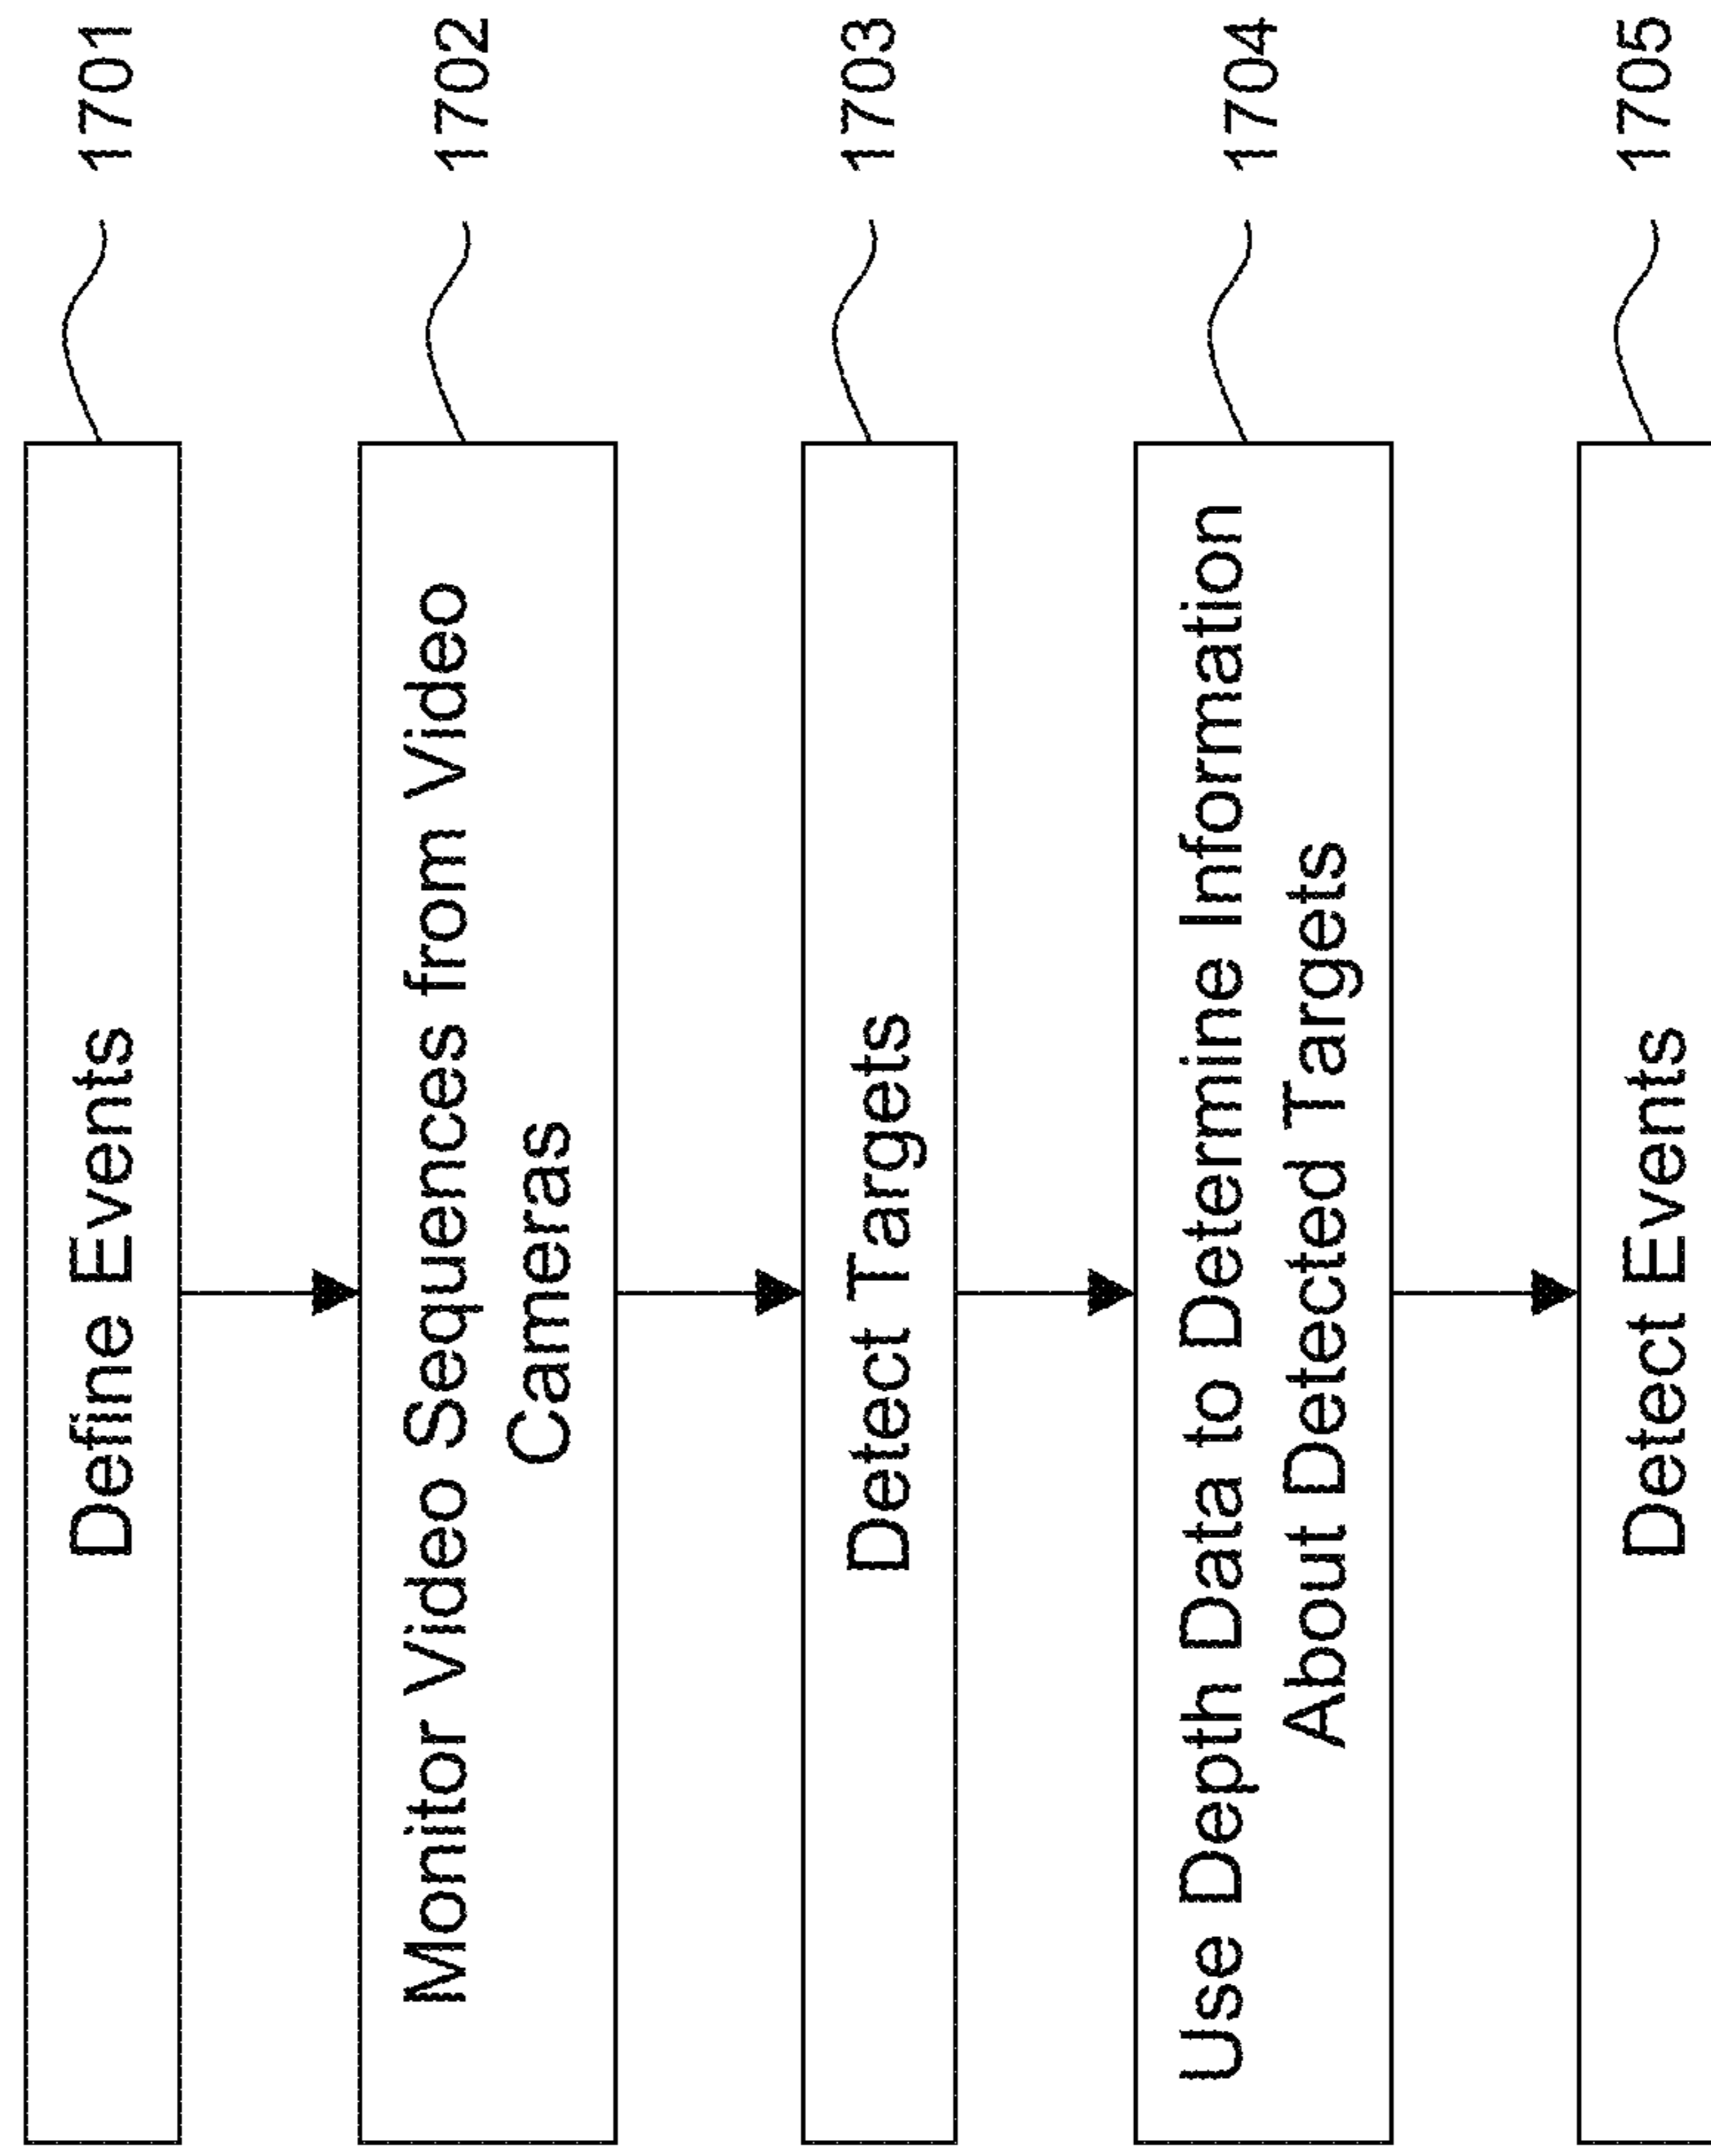 Define Events
1701
Monitor Video Sequences from Video
Cameras
1702
Detect Targets
1703
Use Depth Data to Determine Information
About Detected Targets
1704
Detect Events
1705